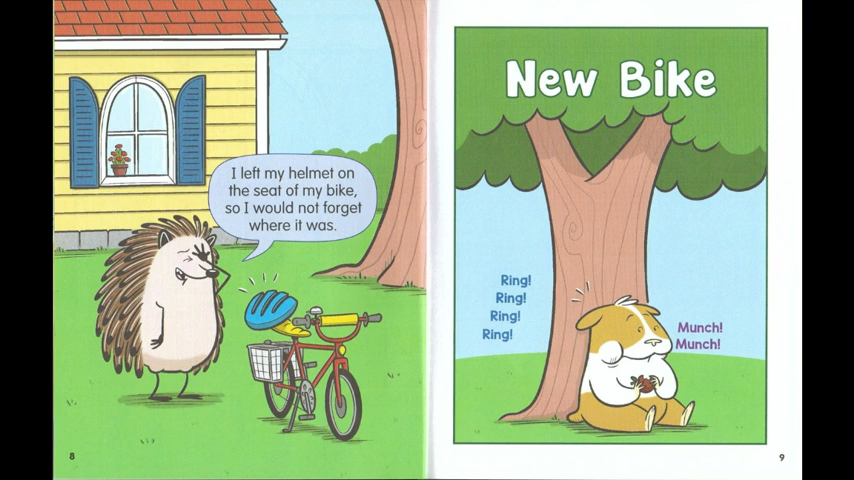 I left my helmet on
the seat of my bike,
so I would not forget
where it was.
8
New Bike
Ring!
Ring!
Ring!
Ring!
Munch!
Munch!
9